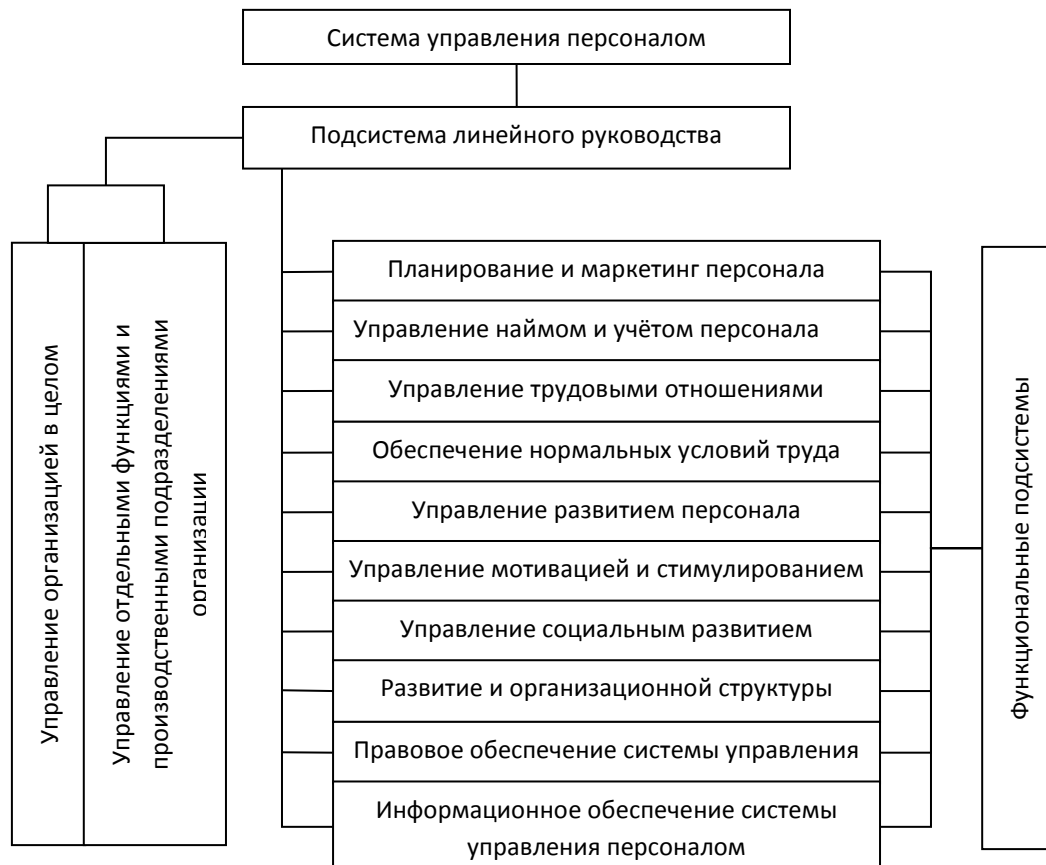 Система управления персоналом
Подсистема линейного руководства
Управление организацией в целом
Управление отдельными функциями и
производственными подразделениями
организации
Планирование и маркетинг персонала
Управление наймом и учётом персонала
Управление трудовыми отношениями
Обеспечение нормальных условий труда
Управление развитием персонала
Управление мотивацией и стимулированием
Управление социальным развитием
Развитие и организационной структуры
Правовое обеспечение системы управления
Информационное обеспечение системы
управления персоналом
Функциональные подсистемы